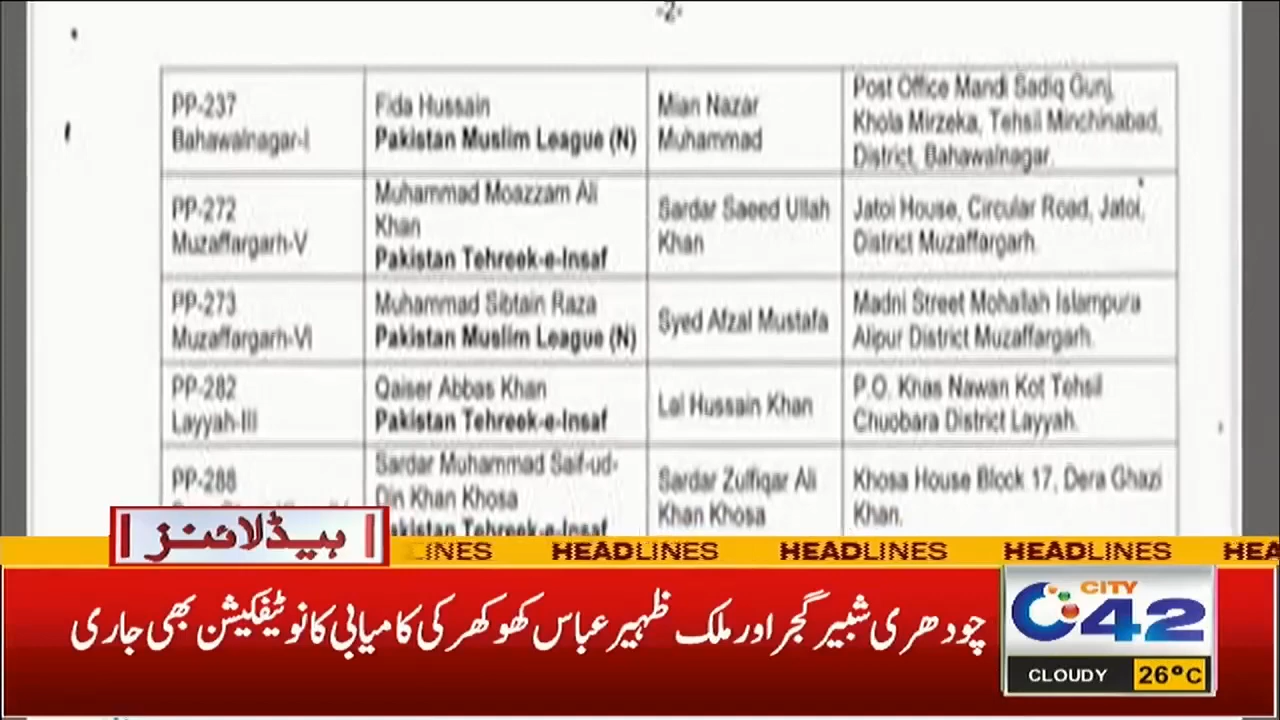 -2-
PP-237
Bahawalnagar-I
Fida Hussain
Pakistan Muslim League (N)
Mian Nazar
Muhammad
Post Office Mandi Sadiq Gunj,
Khola Mirzeka, Tehsil Minchinabad,
District, Bahawalnagar.
PP-272
Muzaffargarh-V
Muhammad Moazzam Ali
Khan
Pakistan Tehreek-e-Insaf
Sardar Saeed Ullah
Khan
Jatoi House, Circular Road, Jatoi,
District Muzaffargarh.
PP-273
Muzaffargarh-VI
Muhammad Sibtain Raza
Pakistan Muslim League (N)
Syed Afzal Mustafa
Madni Street Mohallah Islampura
Alipur District Muzaffargarh.
PP-282
Layyah-III
Qaiser Abbas Khan
Pakistan Tehreek-e-Insaf
Lal Hussain Khan
P.O. Khas Nawan Kot Tehsil
Chuobara District Layyah.
PP-288
Sardar Muhammad Saif-ud-
Din Khan Khosa
Pakistan Tehreek-e-Insaf
Sardar Zulfiqar Ali
Khan Khosa
Khosa House Block 17, Dera Ghazi
Khan.
ہیڈلائنز
LINES HEADLINES HEADLINES HEADLINES HEA
چودھری شبیر گجر اور ملک ظہیر عباس کھوکھر کی کامیابی کا نوٹیفکیشن بھی جاری
CITY
42
CLOUDY 26°C